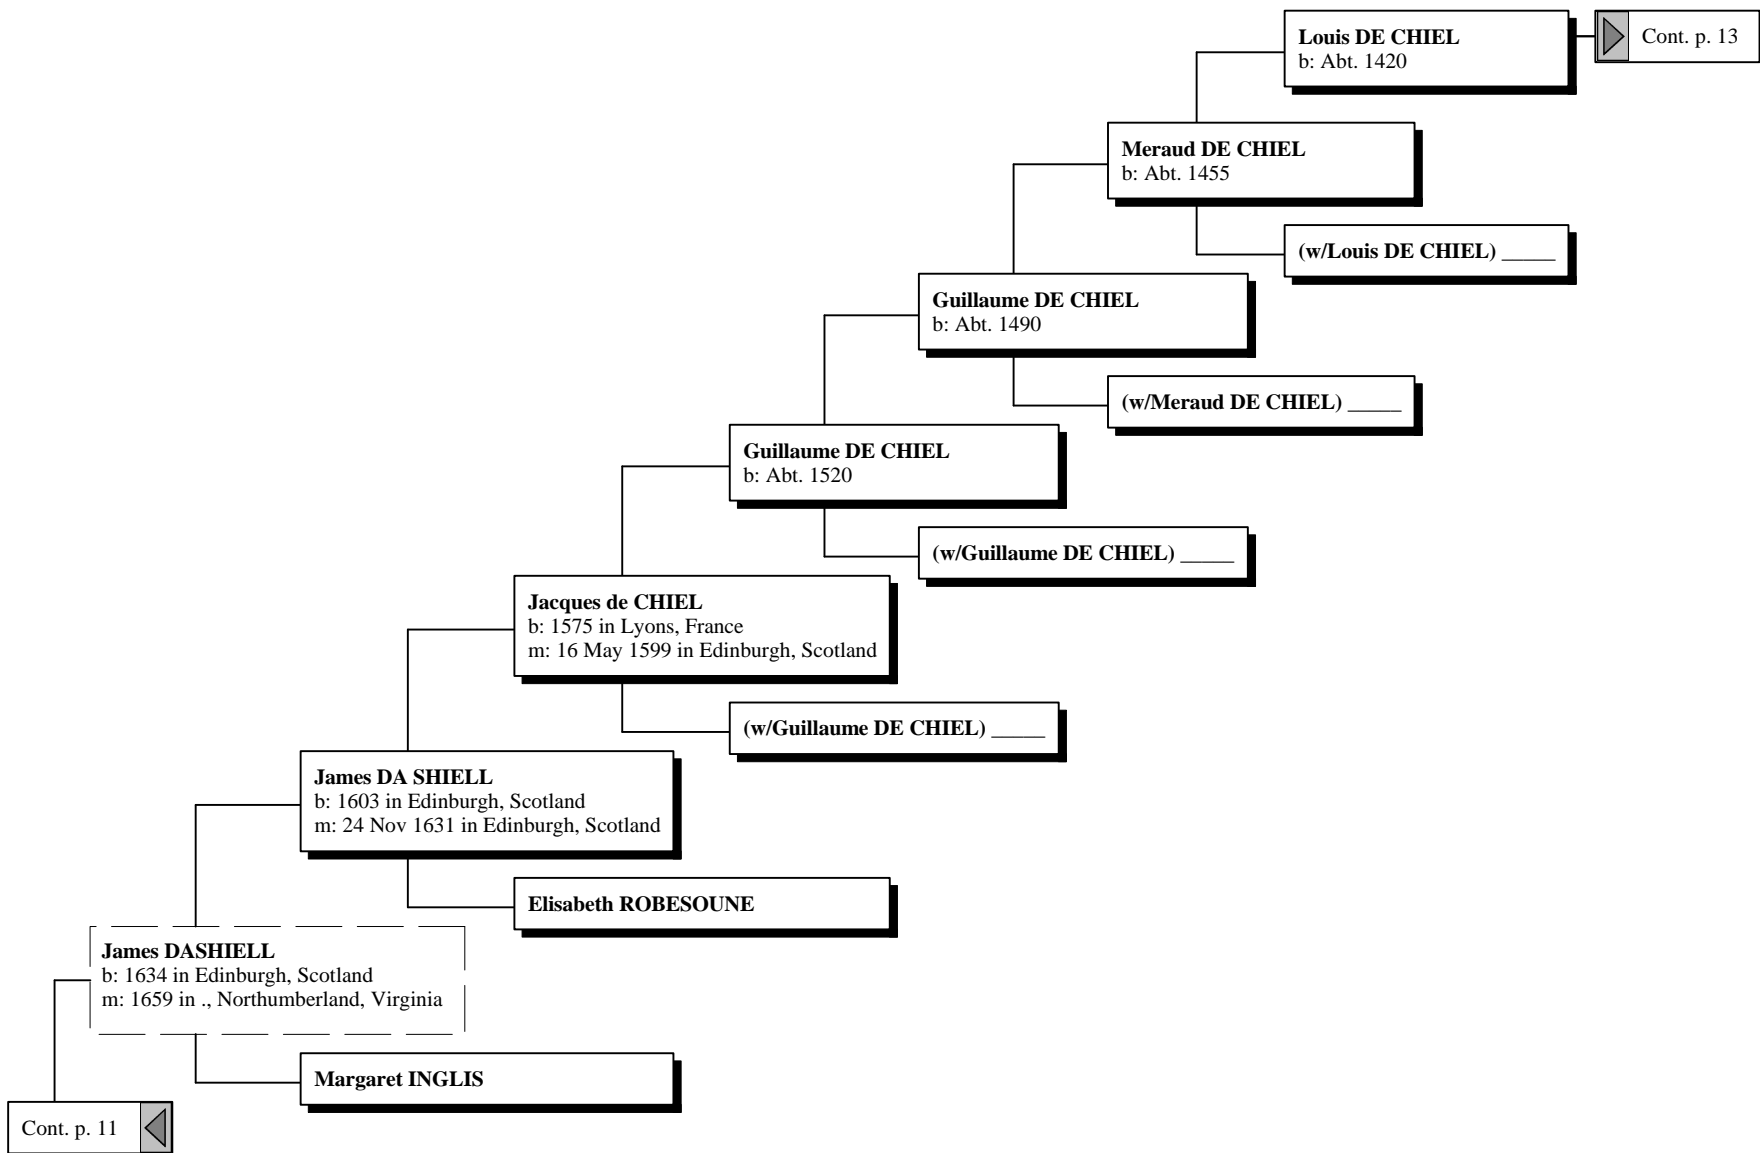 Louis DE CHIEL
b: Abt. 1420
Cont. p. 13
Meraud DE CHIEL
b: Abt. 1455
(w/Louis DE CHIEL) _____
Guillaume DE CHIEL
b: Abt. 1490
(w/Meraud DE CHIEL) _____
Guillaume DE CHIEL
b: Abt. 1520
(w/Guillaume DE CHIEL) _____
Jacques de CHIEL
b: 1575 in Lyons, France
m: 16 May 1599 in Edinburgh, Scotland
(w/Guillaume DE CHIEL) _____
James DA SHIELL
b: 1603 in Edinburgh, Scotland
m: 24 Nov 1631 in Edinburgh, Scotland
Elisabeth ROBESOUNE
James DASHIELL
b: 1634 in Edinburgh, Scotland
m: 1659 in ., Northumberland, Virginia
Margaret INGLIS
Cont. p. 11